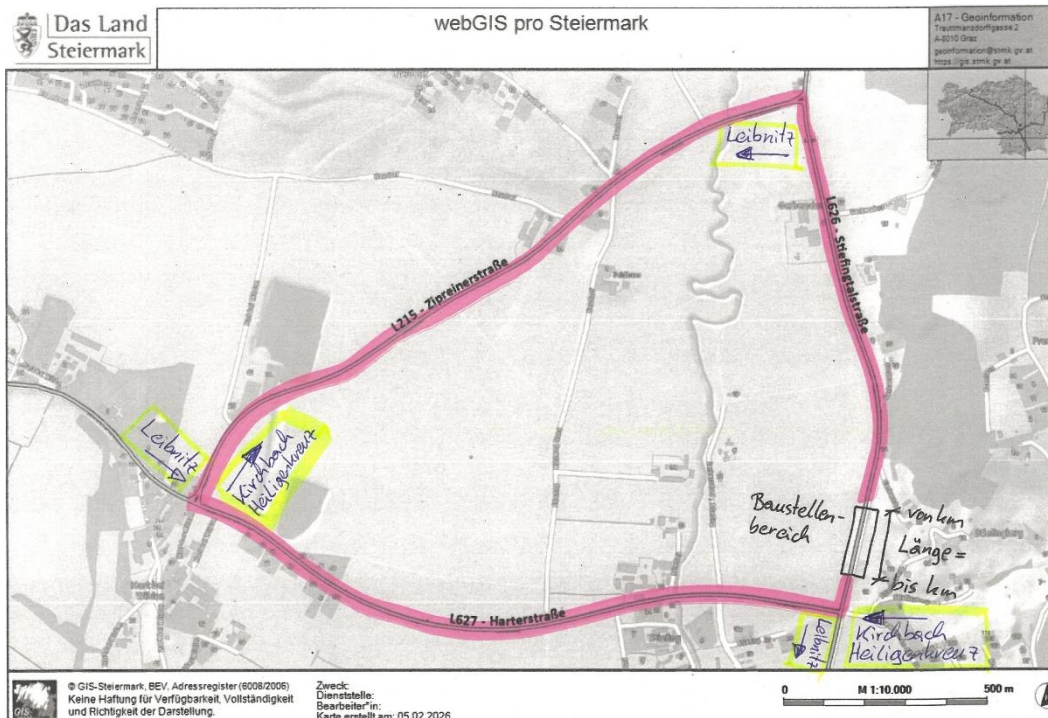 Das Land
Steiermark
webGIS pro Steiermark
A17 - Geoinformation
Trauttmansdorffgasse 2
A-8010 Graz
geoinformation@stmk.gv.at
https://gis.stmk.gv.at
Leibnitz
L626 - Stiefingtalstraße
L215 - Zipreinerstraße
Leibnitz
Kirchbach
Heiligenkreuz
Baustellen-
bereich
von km
Länge =
bis km
L627 - Harterstraße
Leibnitz
Kirchbach
Heiligenkreuz
GIS
© GIS-Steiermark, BEV, Adressregister (6008/2006)
Keine Haftung für Verfügbarkeit, Vollständigkeit
und Richtigkeit der Darstellung.
Zweck:
Dienststelle:
Bearbeiter*in:
Karte erstellt am: 05.02.2026
0 M 1:10.000 500 m